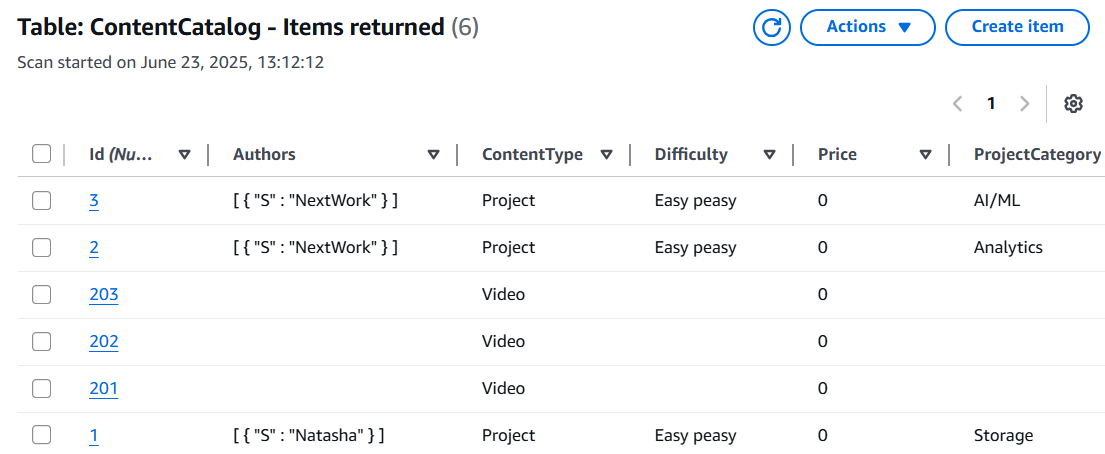 Table: ContentCatalog - Items returned (6)
Actions
Create item
Scan started on June 23, 2025, 13:12:12
1
Id (Nu... Authors ContentType Difficulty Price ProjectCategory
3 [ { "S" : "NextWork" } ] Project Easy peasy 0 AI/ML
2 [ { "S" : "NextWork" } ] Project Easy peasy 0 Analytics
203 Video 0
202 Video 0
201 Video 0
1 [ { "S" : "Natasha" } ] Project Easy peasy 0 Storage